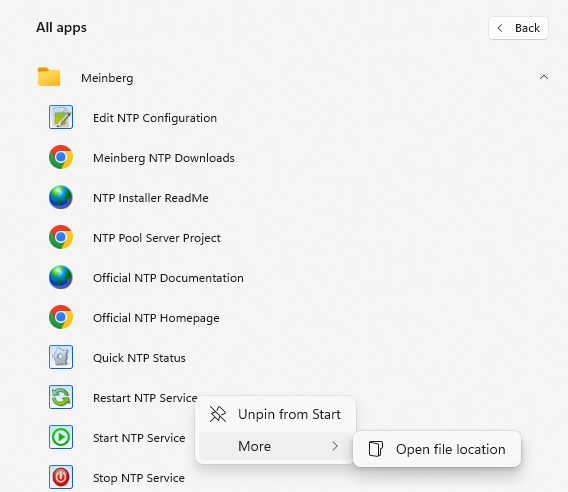 All apps
Back
Meinberg
Edit NTP Configuration
Meinberg NTP Downloads
NTP Installer ReadMe
NTP Pool Server Project
Official NTP Documentation
Official NTP Homepage
Quick NTP Status
Restart NTP Service
Unpin from Start
Start NTP Service
More
Open file location
Stop NTP Service